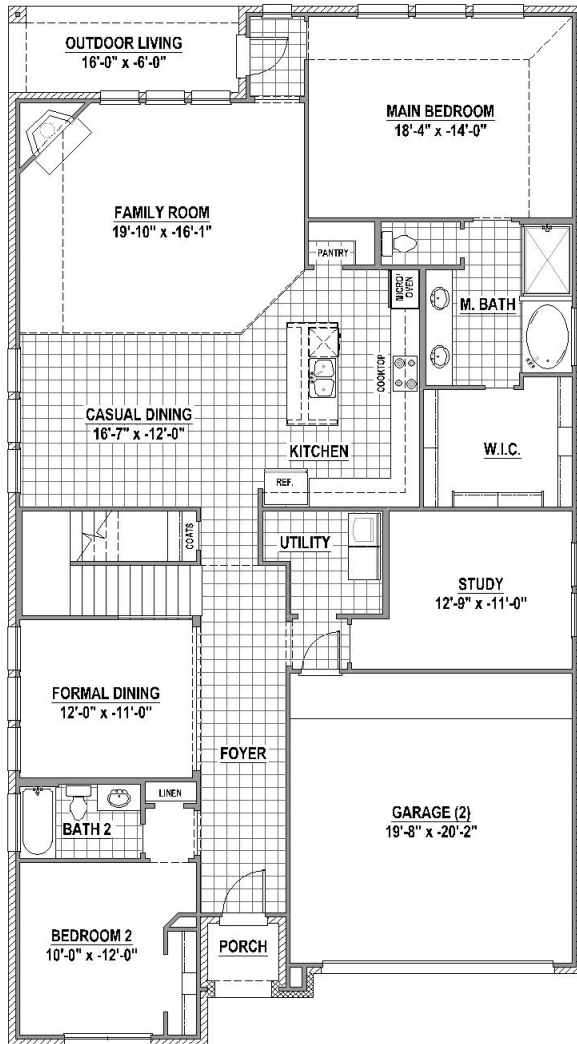 OUTDOOR LIVING
16'-0" x -6'-0"
MAIN BEDROOM
18'-4" x -14'-0"
FAMILY ROOM
19'-10" x -16'-1"
PANTRY
MICRO/
OVEN
M. BATH
COOKTOP
CASUAL DINING
16'-7" x -12'-0"
KITCHEN
W.I.C.
REF.
COATS
UTILITY
STUDY
12'-9" x -11'-0"
FORMAL DINING
12'-0" x -11'-0"
FOYER
LINEN
BATH 2
GARAGE (2)
19'-8" x -20'-2"
BEDROOM 2
10'-0" x -12'-0"
PORCH